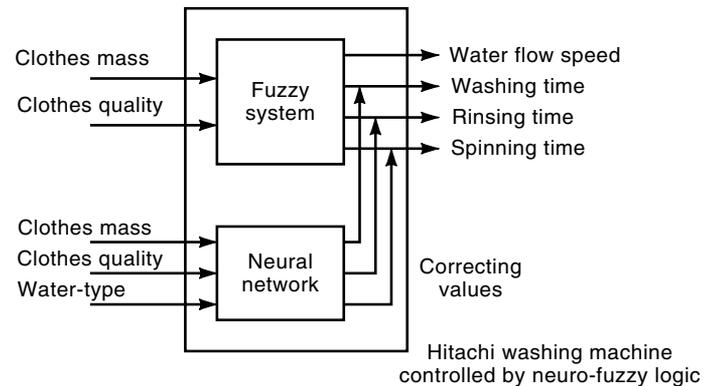 Clothes mass
Clothes quality
Fuzzy
system
Water flow speed
Washing time
Rinsing time
Spinning time
Clothes mass
Clothes quality
Water-type
Neural
network
Correcting
values
Hitachi washing machine
controlled by neuro-fuzzy logic